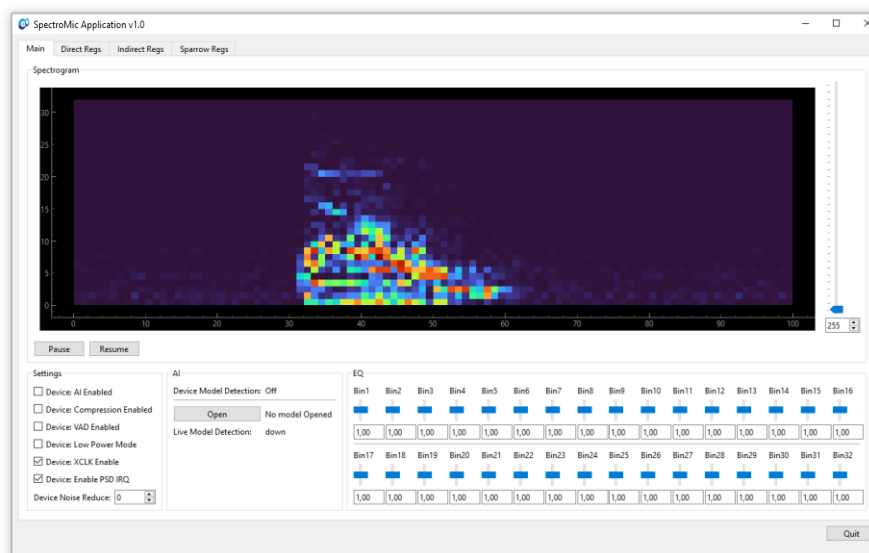 SpectroMic Application v1.0
Main Direct Regs Indirect Regs Sparrow Regs
Spectrogram
30
25
20
15
10
5
0
0 10 20 30 40 50 60 70 80 90 100
255
Pause Resume
Settings
Device: AI Enabled
Device: Compression Enabled
Device: VAD Enabled
Device: Low Power Mode
Device: XCLK Enable
Device: Enable PSD IRQ
Device Noise Reduce: 0
AI
Device Model Detection: Off
Open No model Opened
Live Model Detection: down
EQ
Bin1 Bin2 Bin3 Bin4 Bin5 Bin6 Bin7 Bin8 Bin9 Bin10 Bin11 Bin12 Bin13 Bin14 Bin15 Bin16
1,00 1,00 1,00 1,00 1,00 1,00 1,00 1,00 1,00 1,00 1,00 1,00 1,00 1,00 1,00 1,00
Bin17 Bin18 Bin19 Bin20 Bin21 Bin22 Bin23 Bin24 Bin25 Bin26 Bin27 Bin28 Bin29 Bin30 Bin31 Bin32
1,00 1,00 1,00 1,00 1,00 1,00 1,00 1,00 1,00 1,00 1,00 1,00 1,00 1,00 1,00 1,00
Quit